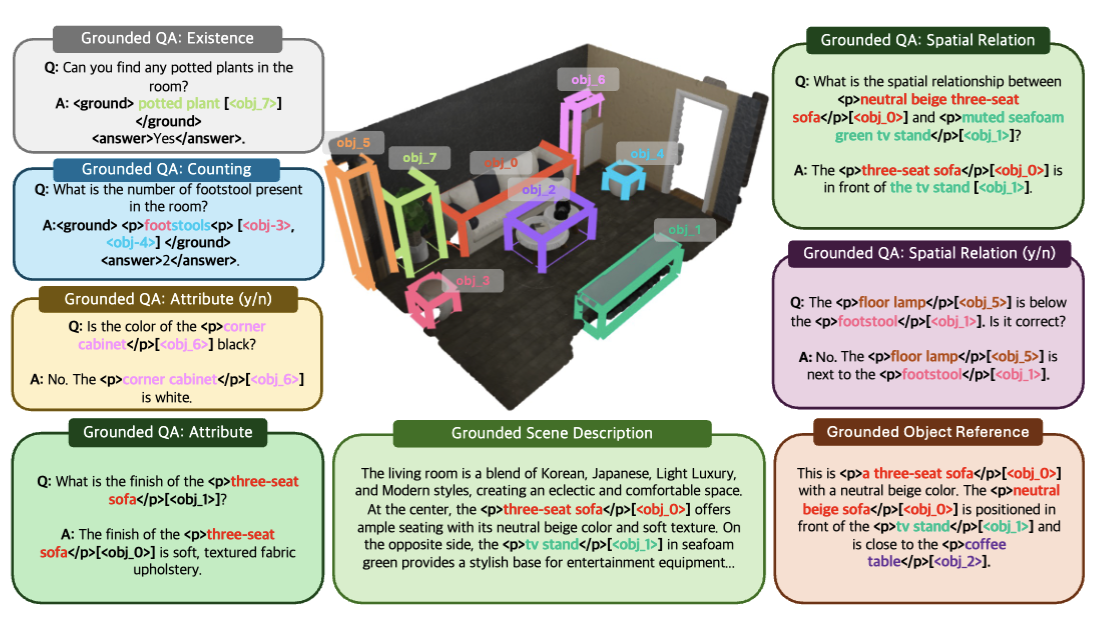 Grounded QA: Existence
Q: Can you find any potted plants in the
room?
A: <ground> potted plant [<obj_7>]
</ground>
<answer>Yes</answer>.
Grounded QA: Counting
Q: What is the number of footstool present
in the room?
A:<ground> <p>footstools<p> [<obj-3>,
<obj-4>] </ground>
<answer>2</answer>.
Grounded QA: Attribute (y/n)
Q: Is the color of the <p>corner
cabinet</p>[<obj_6>] black?
A: No. The <p>corner cabinet</p>[<obj_6>]
is white.
Grounded QA: Attribute
Q: What is the finish of the <p>three-seat
sofa</p>[<obj_1>]?
A: The finish of the <p>three-seat
sofa</p>[<obj_0>] is soft, textured fabric
upholstery.
obj_6
obj_5
obj_7
obj_0
obj_4
obj_2
obj_1
obj_3
Grounded Scene Description
The living room is a blend of Korean, Japanese, Light Luxury,
and Modern styles, creating an eclectic and comfortable space.
At the center, the <p>three-seat sofa</p>[<obj_0>] offers
ample seating with its neutral beige color and soft texture. On
the opposite side, the <p>tv stand</p>[<obj_1>] in seafoam
green provides a stylish base for entertainment equipment...
Grounded QA: Spatial Relation
Q: What is the spatial relationship between
<p>neutral beige three-seat
sofa</p>[<obj_0>] and <p>muted seafoam
green tv stand</p>[<obj_1>]?
A: The <p>three-seat sofa</p>[<obj_0>] is
in front of the tv stand [<obj_1>].
Grounded QA: Spatial Relation (y/n)
Q: The <p>floor lamp</p>[<obj_5>] is below
the <p>footstool</p>[<obj_1>]. Is it correct?
A: No. The <p>floor lamp</p>[<obj_5>] is
next to the <p>footstool</p>[<obj_1>].
Grounded Object Reference
This is <p>a three-seat sofa</p>[<obj_0>]
with a neutral beige color. The <p>neutral
beige sofa</p>[<obj_0>] is positioned in
front of the <p>tv stand</p>[<obj_1>] and
is close to the <p>coffee
table</p>[<obj_2>].